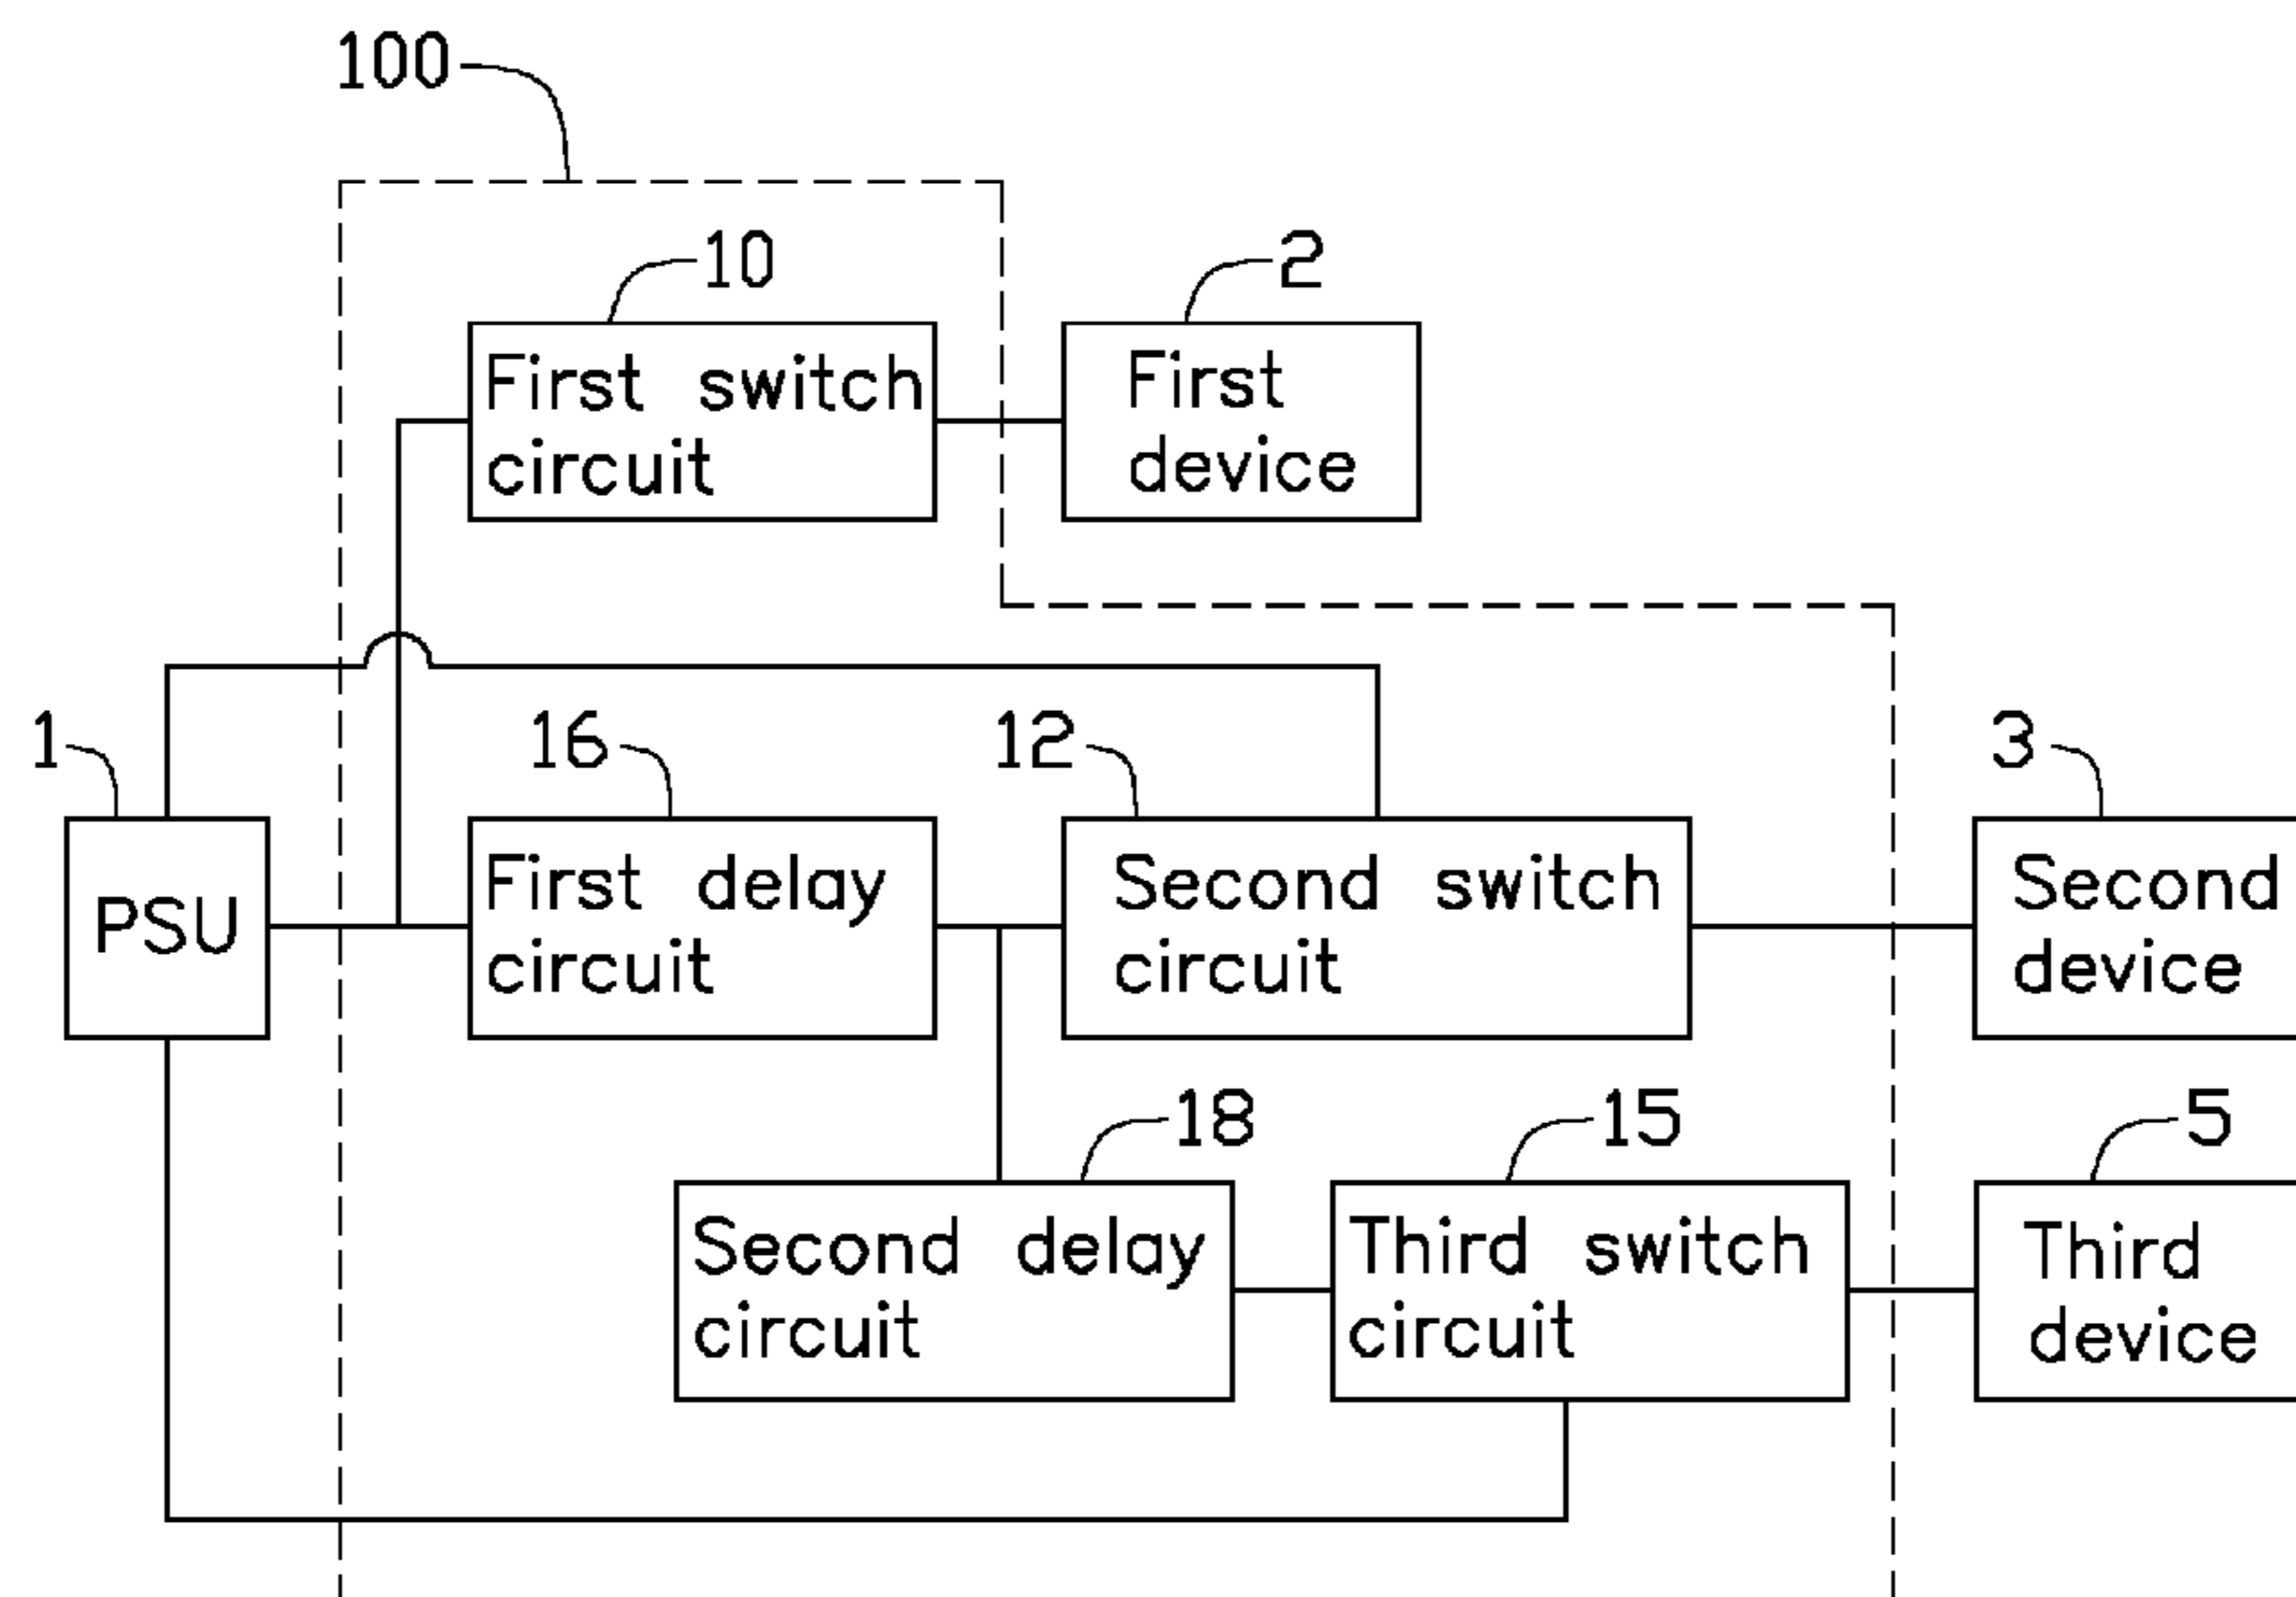 100
10
2
First switch
circuit
First
device
1
16
12
3
PSU
First delay
circuit
Second switch
circuit
Second
device
18
15
5
Second delay
circuit
Third switch
circuit
Third
device